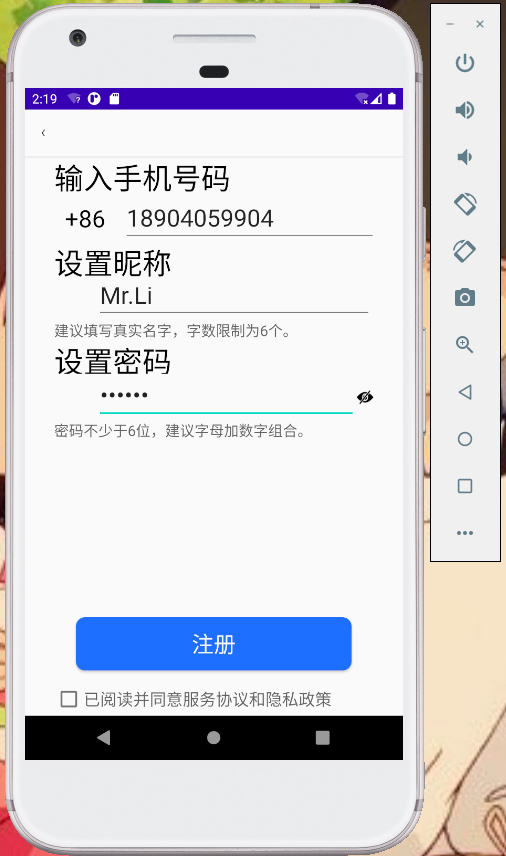 2:19
输入手机号码
+86 18904059904
设置昵称
Mr.Li
建议填写真实名字，字数限制为6个。
设置密码
••••••
密码不少于6位，建议字母加数字组合。
注册
已阅读并同意服务协议和隐私政策